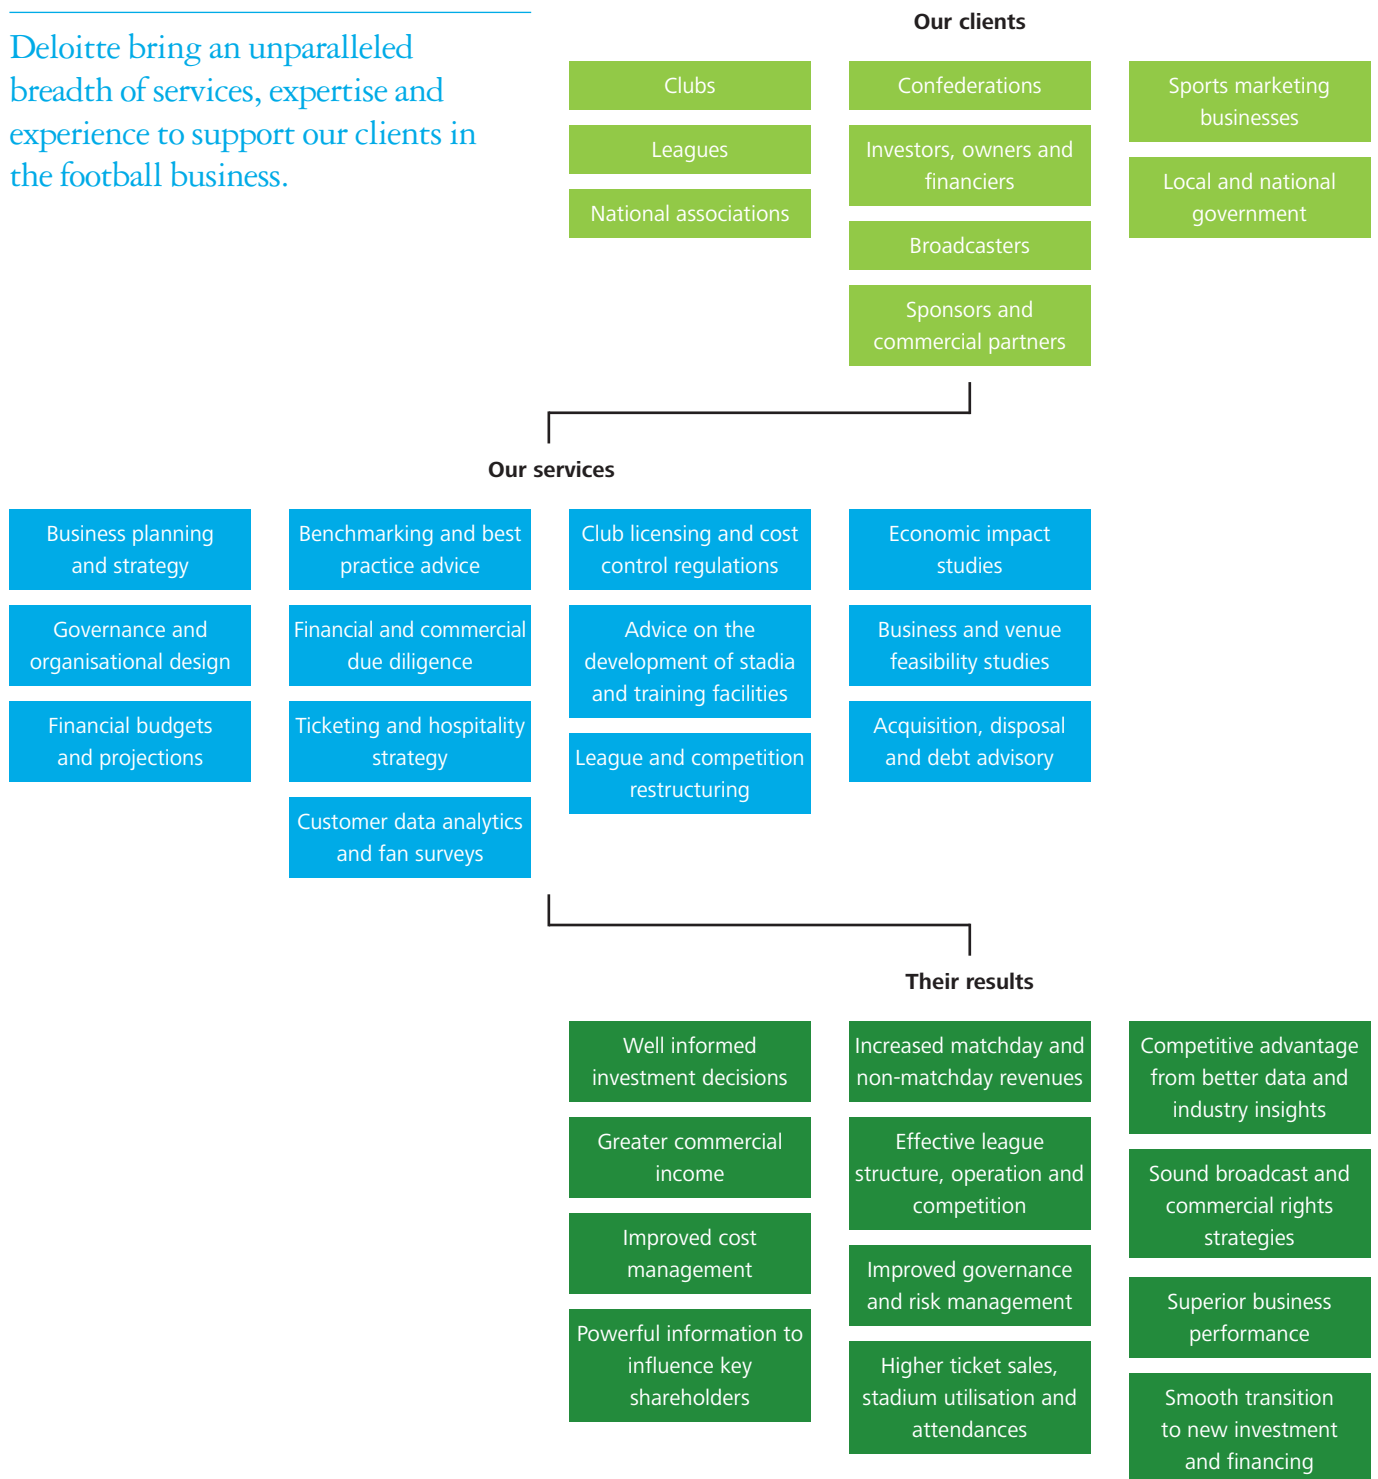 Deloitte bring an unparalleled
breadth of services, expertise and
experience to support our clients in
the football business.
Our clients
Clubs
Leagues
National associations
Confederations
Investors, owners and
financiers
Broadcasters
Sponsors and
commercial partners
Sports marketing
businesses
Local and national
government
Our services
Business planning
and strategy
Governance and
organisational design
Financial budgets
and projections
Benchmarking and best
practice advice
Financial and commercial
due diligence
Ticketing and hospitality
strategy
Customer data analytics
and fan surveys
Club licensing and cost
control regulations
Advice on the
development of stadia
and training facilities
League and competition
restructuring
Economic impact
studies
Business and venue
feasibility studies
Acquisition, disposal
and debt advisory
Their results
Well informed
investment decisions
Greater commercial
income
Improved cost
management
Powerful information to
influence key
shareholders
Increased matchday and
non-matchday revenues
Effective league
structure, operation and
competition
Improved governance
and risk management
Higher ticket sales,
stadium utilisation and
attendances
Competitive advantage
from better data and
industry insights
Sound broadcast and
commercial rights
strategies
Superior business
performance
Smooth transition
to new investment
and financing